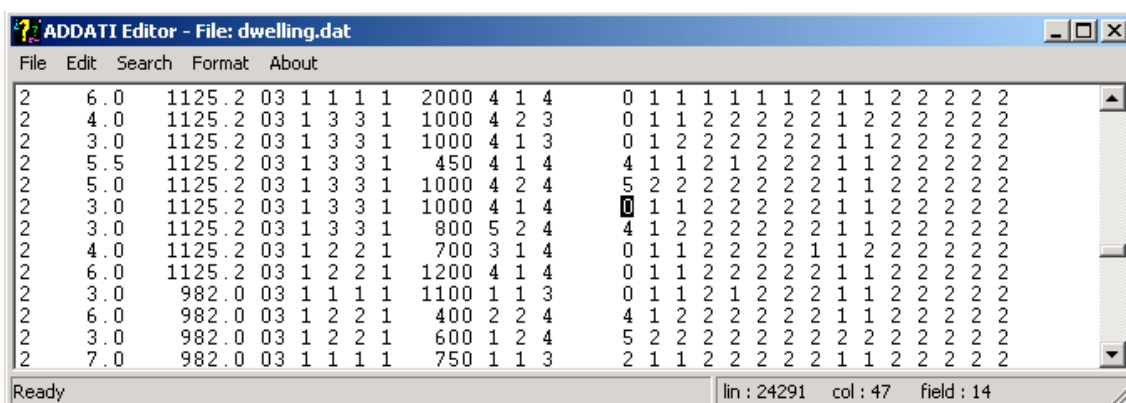 ADDATI Editor - File: dwelling.dat
File Edit Search Format About
2 6.0 1125.2 03 1 1 1 1 2000 4 1 4 0 1 1 1 1 1 1 2 1 1 2 2 2 2 2
2 4.0 1125.2 03 1 3 3 1 1000 4 2 3 0 1 1 2 2 2 2 2 1 2 2 2 2 2 2
2 3.0 1125.2 03 1 3 3 1 1000 4 1 3 0 1 2 2 2 2 2 2 1 2 2 2 2 2 2
2 5.5 1125.2 03 1 3 3 1 450 4 1 4 4 1 1 2 1 2 2 2 1 1 2 2 2 2 2
2 5.0 1125.2 03 1 3 3 1 1000 4 2 4 5 2 2 2 2 2 2 2 1 1 2 2 2 2 2
2 3.0 1125.2 03 1 3 3 1 1000 4 1 4 0 1 1 2 2 2 2 2 1 1 2 2 2 2 2
2 3.0 1125.2 03 1 3 3 1 800 5 2 4 4 1 2 2 2 2 2 2 1 1 2 2 2 2 2
2 4.0 1125.2 03 1 2 2 1 700 3 1 4 0 1 1 2 2 2 2 1 1 2 2 2 2 2 2
2 6.0 1125.2 03 1 2 2 1 1200 4 1 4 0 1 1 2 2 2 2 2 1 1 2 2 2 2 2
2 3.0 982.0 03 1 1 1 1 1100 1 1 3 0 1 1 2 1 2 2 2 1 1 2 2 2 2 2
2 6.0 982.0 03 1 2 2 1 400 2 2 4 4 1 2 2 2 2 2 2 1 1 2 2 2 2 2
2 3.0 982.0 03 1 2 2 1 600 1 2 4 5 2 2 2 2 2 2 2 2 2 2 2 2 2 2
2 7.0 982.0 03 1 1 1 1 750 1 1 3 2 1 1 2 2 2 2 2 1 1 2 2 2 2 2
Ready lin : 24291 col : 47 field : 14